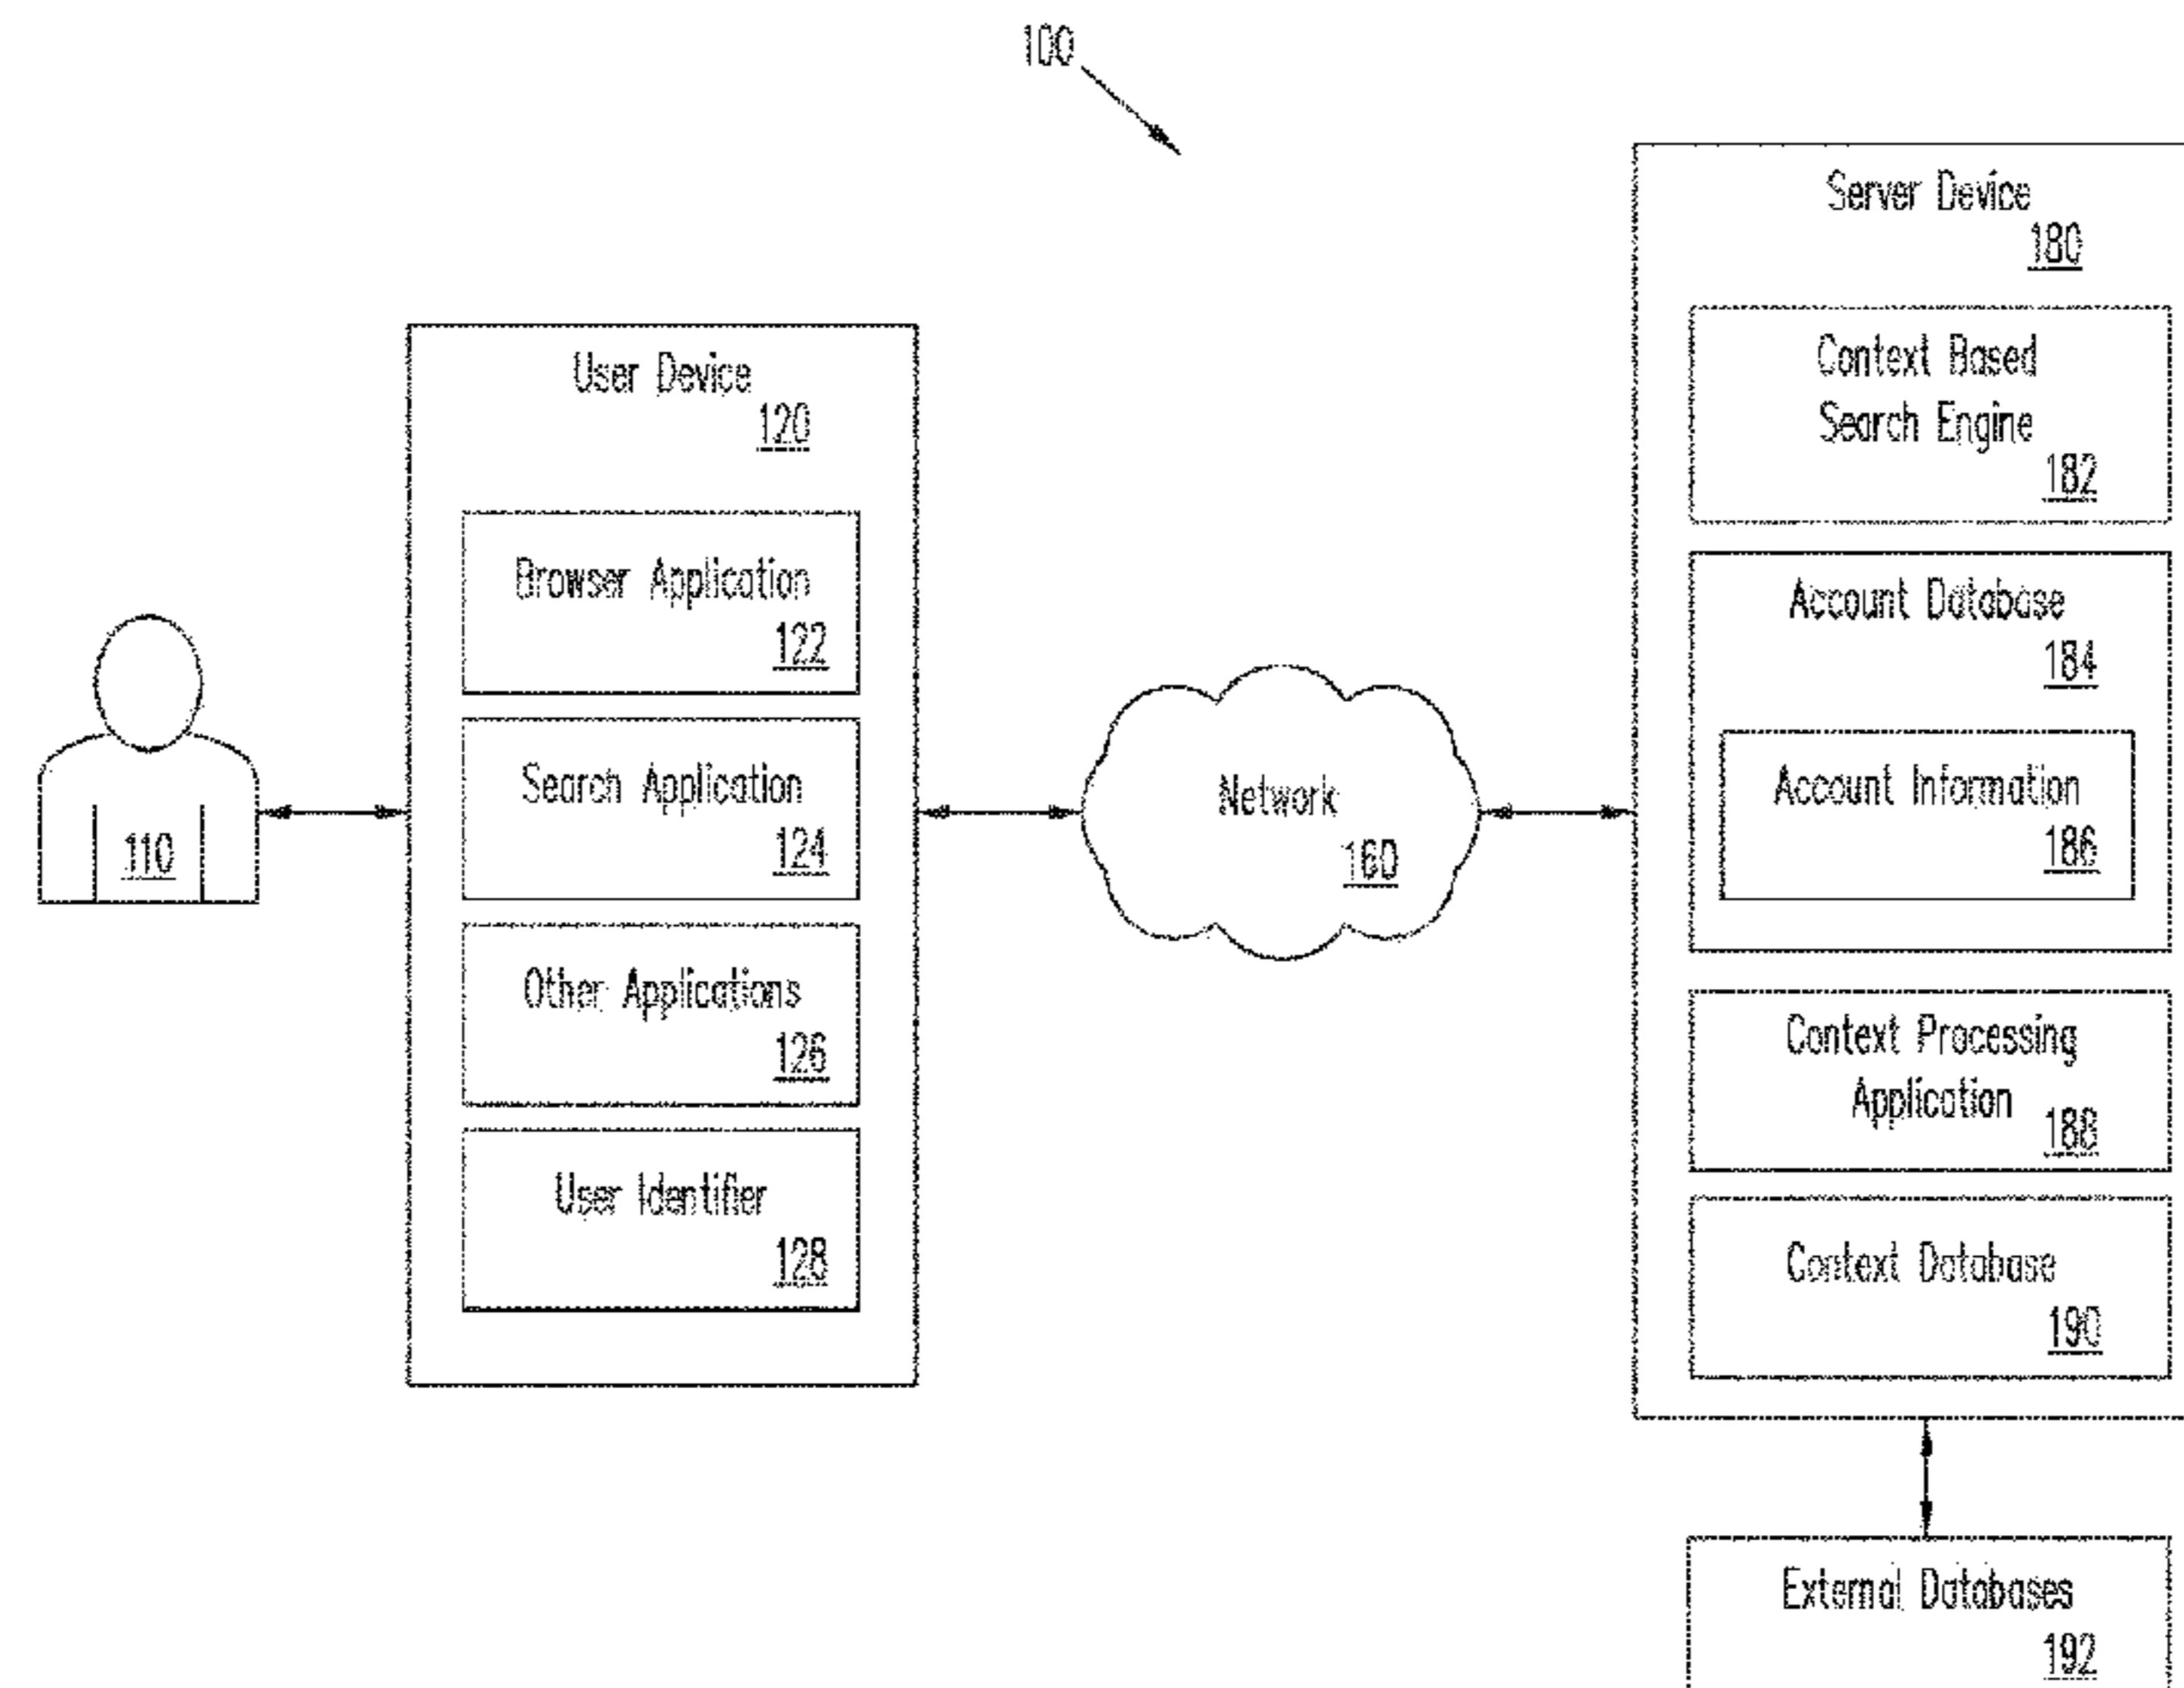 100
110
User Device
120
Browser Application
122
Search Application
124
Other Applications
126
User Identifier
128
Network
160
Server Device
180
Context Based
Search Engine
182
Account Database
184
Account Information
186
Context Processing
Application
188
Context Database
190
External Databases
192